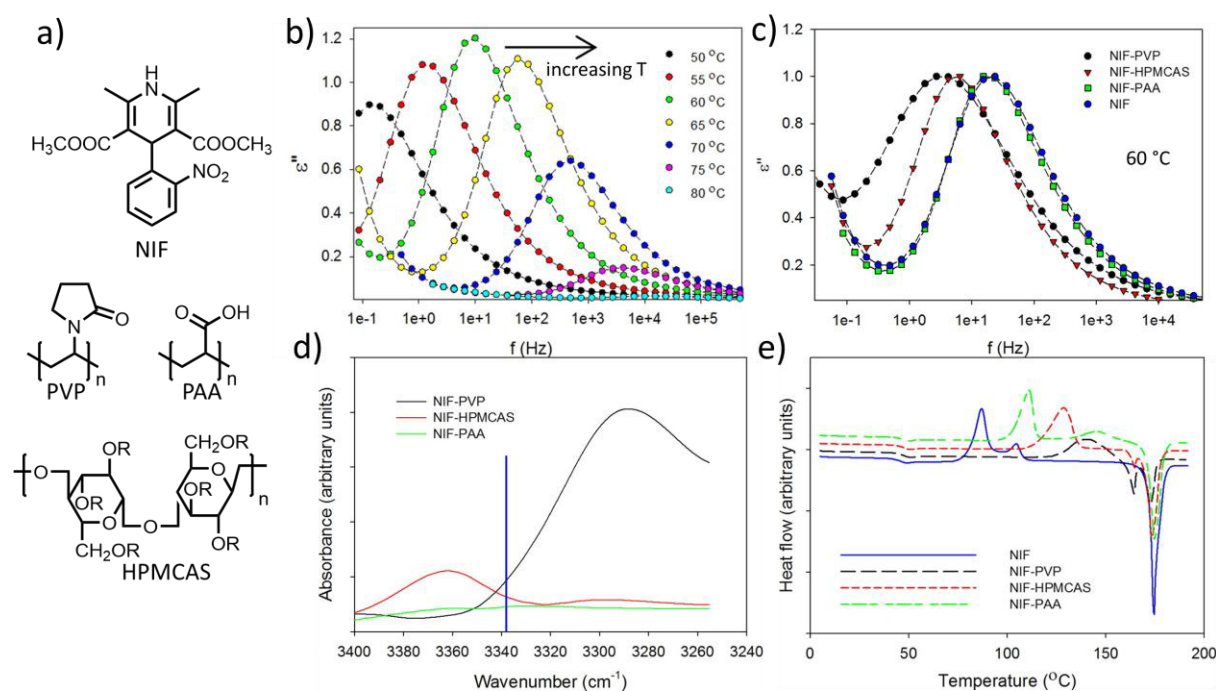 a)
NH
H3COOC
COOCH3
NO2
NIF
N
O
n
PVP
O
OH
n
PAA
CH2OR
OR
O
O
OR
OR
O
n
OR
CH2OR
O
OR
HPMCAS
b)
increasing T
50 °C
55 °C
60 °C
65 °C
70 °C
75 °C
80 °C
ε"
1.2
1.0
0.8
0.6
0.4
0.2
1e-1 1e+0 1e+1 1e+2 1e+3 1e+4 1e+5
f (Hz)
c)
NIF-PVP
NIF-HPMCAS
NIF-PAA
NIF
60 °C
ε"
1.2
1.0
0.8
0.6
0.4
0.2
1e-1 1e+0 1e+1 1e+2 1e+3 1e+4
f (Hz)
d)
NIF-PVP
NIF-HPMCAS
NIF-PAA
Absorbance (arbitrary units)
3400 3380 3360 3340 3320 3300 3280 3260 3240
Wavenumber (cm-1)
e)
Heat flow (arbitrary units)
NIF
NIF-PVP
NIF-HPMCAS
NIF-PAA
0 50 100 150 200
Temperature (°C)